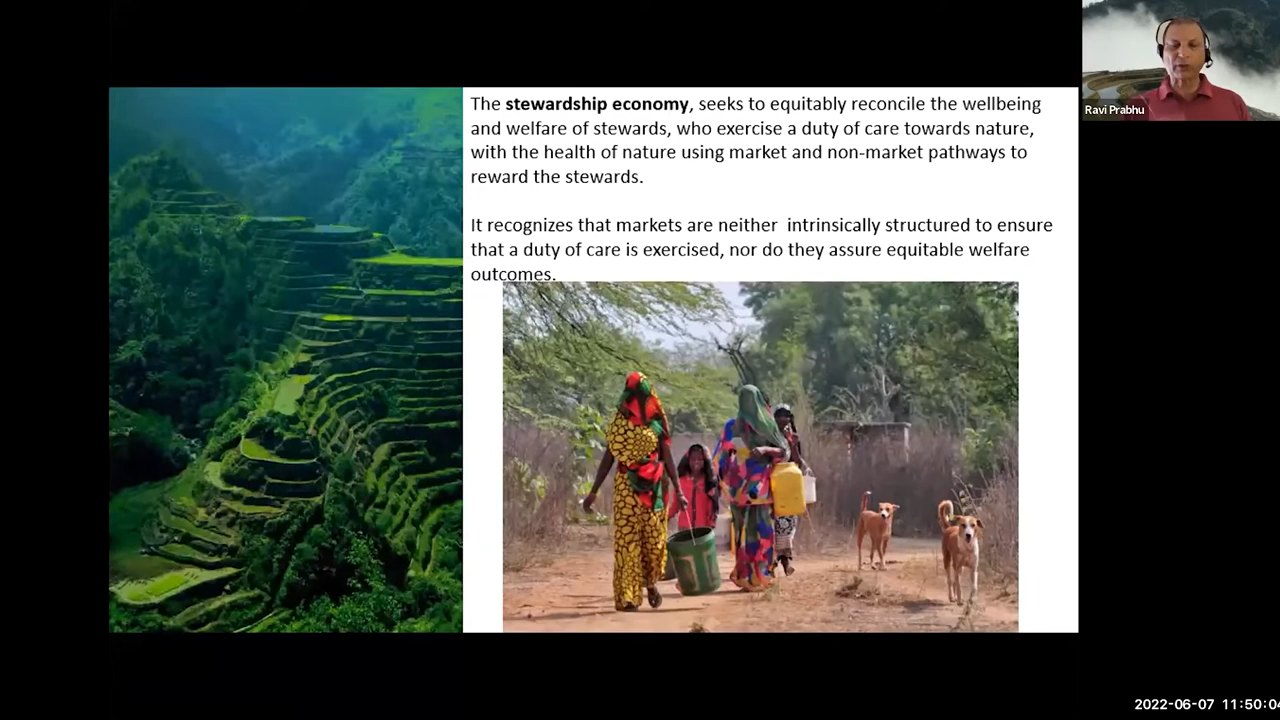 The stewardship economy, seeks to equitably reconcile the wellbeing
and welfare of stewards, who exercise a duty of care towards nature,
with the health of nature using market and non-market pathways to
reward the stewards.
It recognizes that markets are neither  intrinsically structured to ensure
that a duty of care is exercised, nor do they assure equitable welfare
outcomes.
Ravi Prabhu
2022-06-07 11:50:04